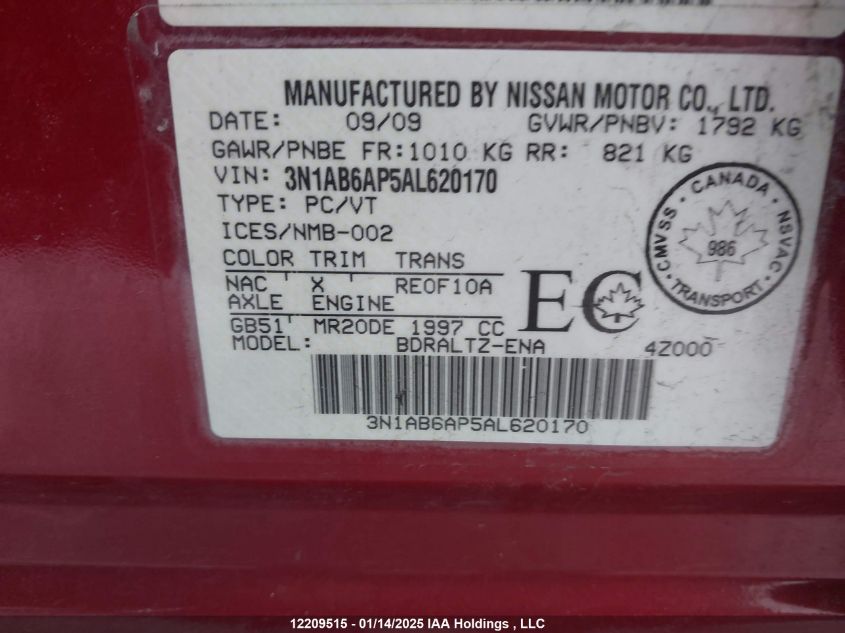 MANUFACTURED BY NISSAN MOTOR CO., LTD.
DATE: 09/09 GVWR/PNBV: 1792 KG
GAWR/PNBE FR:1010 KG RR: 821 KG
VIN: 3N1AB6AP5AL620170
TYPE: PC/VT
ICES/NMB-002
COLOR TRIM TRANS
NAC X RE0F10A
AXLE ENGINE
GB51 MR20DE 1997 CC
MODEL: BDRALTZ-ENA 4Z000
3N1AB6AP5AL620170
EC
CANADA
CMVSS NSVAC
986
TRANSPORT
12209515 - 01/14/2025 IAA Holdings , LLC